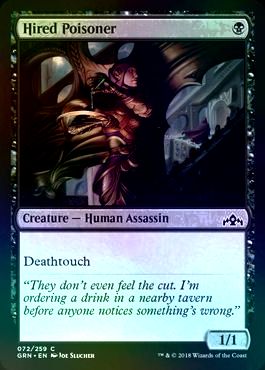 Hired Poisoner
Creature — Human Assassin
Deathtouch
“They don’t even feel the cut. I’m
ordering a drink in a nearby tavern
before anyone notices something’s wrong.”
1/1
072/259 C
GRN • EN Joe Slucher
™ & © 2018 Wizards of the Coast